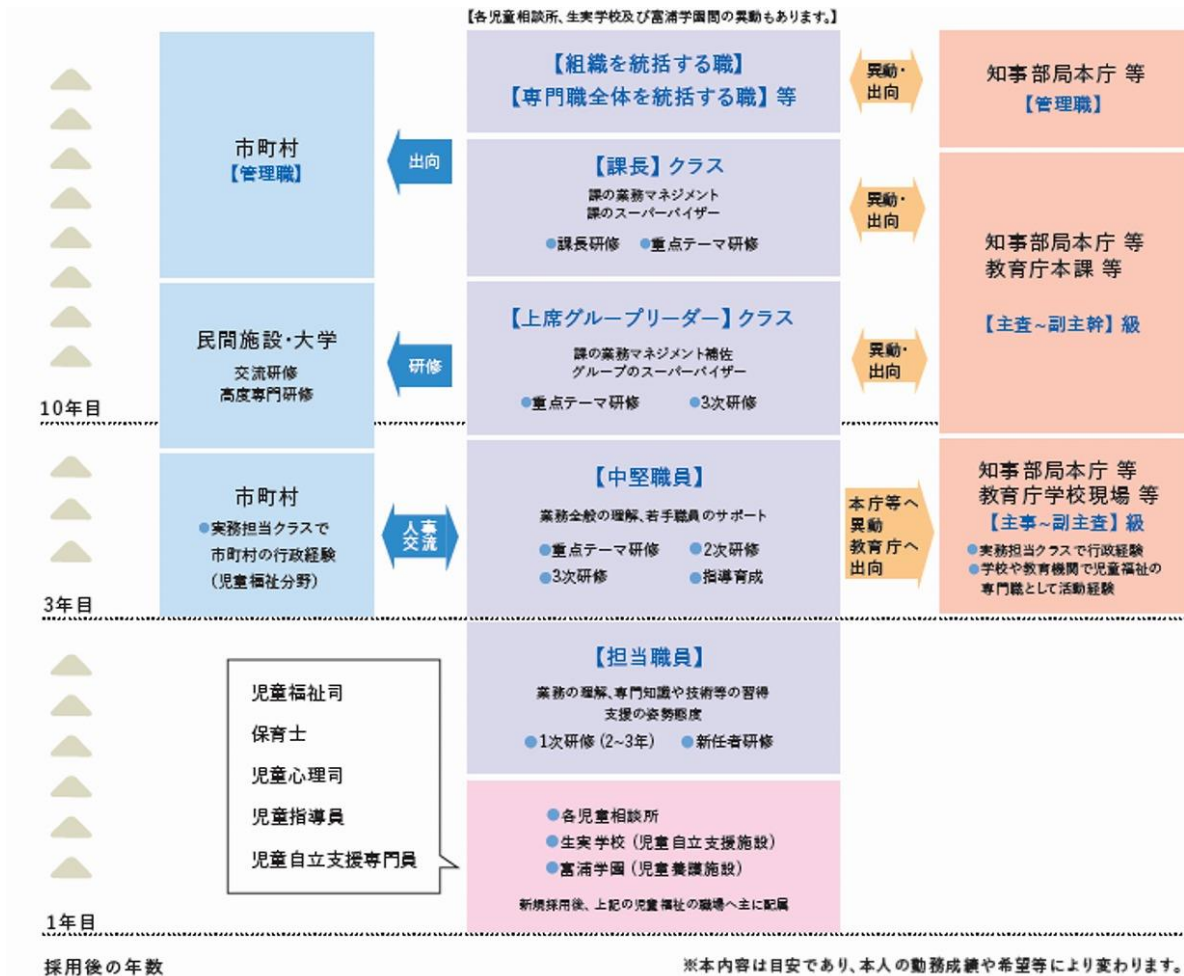 【各児童相談所、生実学校及び富浦学園間の異動もあります。】
【組織を統括する職】
【専門職全体を統括する職】等
異動・
出向
知事部局本庁 等
【管理職】
市町村
【管理職】
出向
【課長】クラス
課の業務マネジメント
課のスーパーバイザー
●課長研修 ●重点テーマ研修
異動・
出向
知事部局本庁 等
教育庁本課 等
【主査~副主幹】級
民間施設・大学
交流研修
高度専門研修
研修
【上席グループリーダー】クラス
課の業務マネジメント補佐
グループのスーパーバイザー
●重点テーマ研修 ●3次研修
異動・
出向
10年目
市町村
●実務担当クラスで
市町村の行政経験
(児童福祉分野)
人事
交流
【中堅職員】
業務全般の理解、若手職員のサポート
●重点テーマ研修 ●2次研修
●3次研修 ●指導育成
本庁等へ
異動
教育庁へ
出向
知事部局本庁 等
教育庁学校現場 等
【主事~副主査】級
●実務担当クラスで行政経験
●学校や教育機関で児童福祉の
専門職として活動経験
3年目
児童福祉司
保育士
児童心理司
児童指導員
児童自立支援専門員
【担当職員】
業務の理解、専門知識や技術等の習得
支援の姿勢態度
●1次研修(2~3年) ●新任者研修
●各児童相談所
●生実学校(児童自立支援施設)
●富浦学園(児童養護施設)
新規採用後、上記の児童福祉の職場へ主に配属
1年目
採用後の年数
※本内容は目安であり、本人の勤務成績や希望等により変わります。